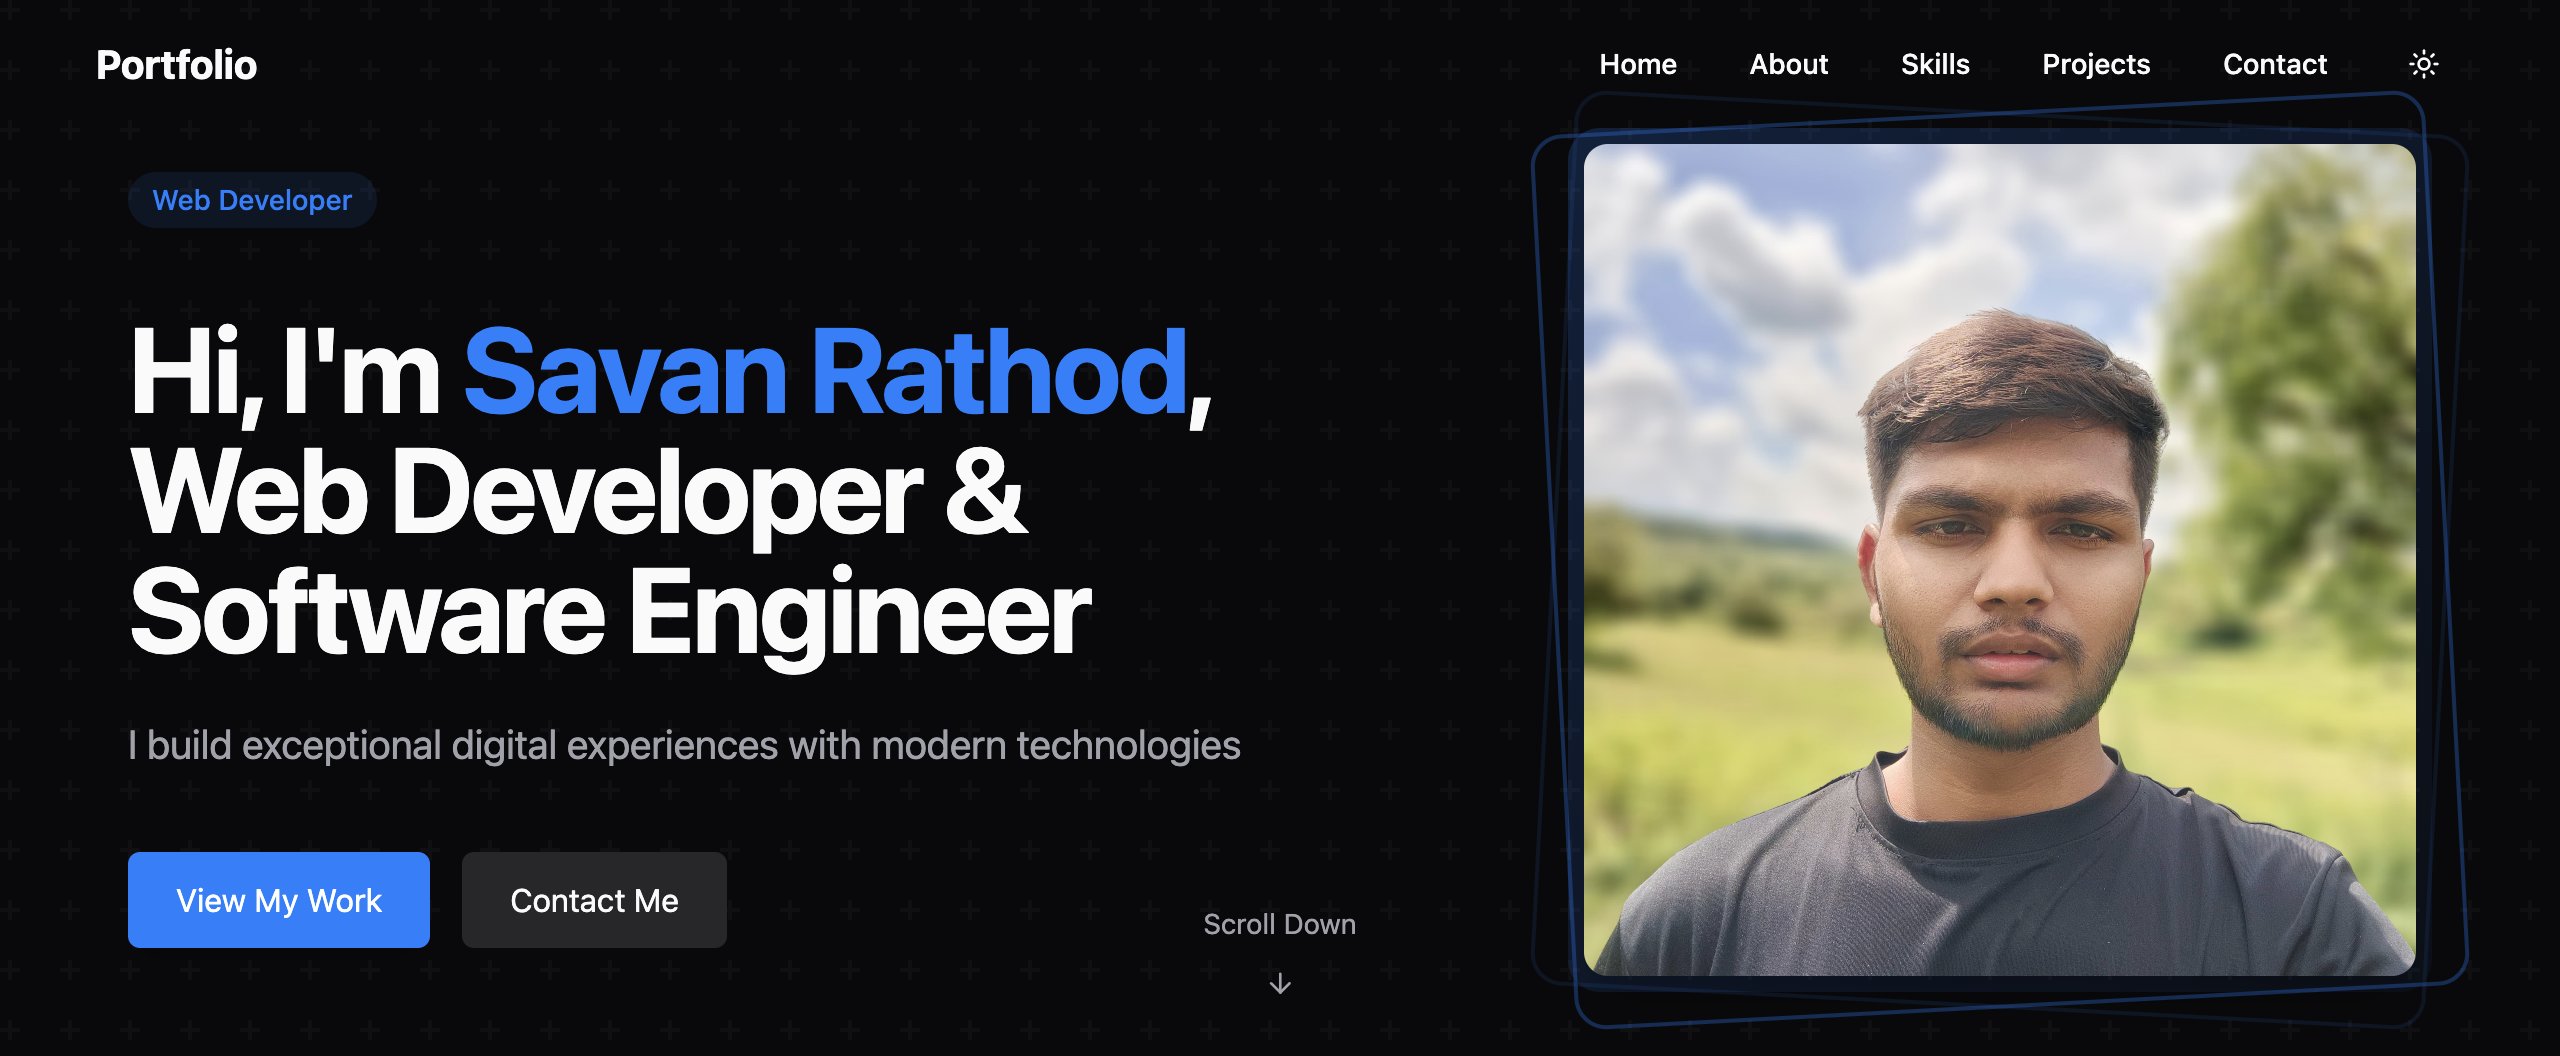 Portfolio
Home About Skills Projects Contact
Web Developer
Hi, I'm Savan Rathod,
Web Developer &
Software Engineer
I build exceptional digital experiences with modern technologies
View My Work
Contact Me
Scroll Down